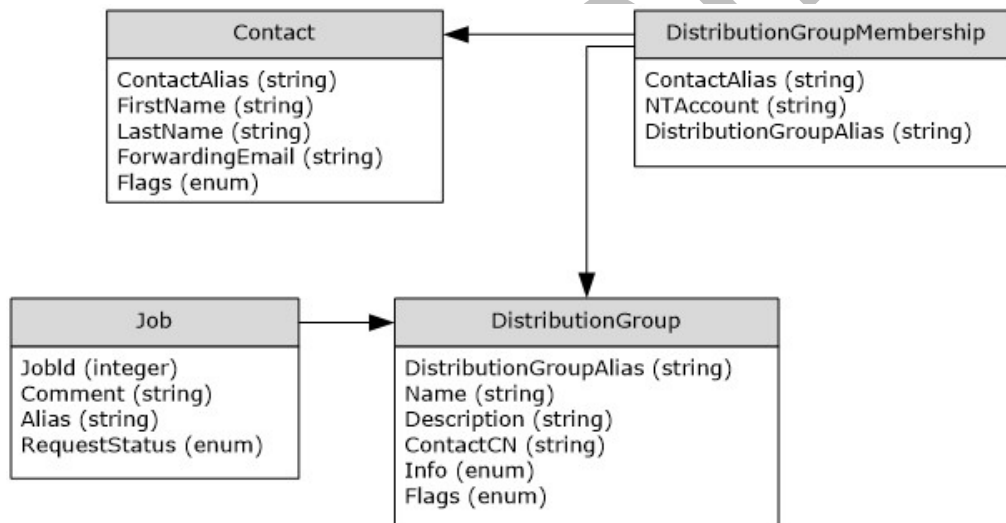 Contact
ContactAlias (string)
FirstName (string)
LastName (string)
ForwardingEmail (string)
Flags (enum)
DistributionGroupMembership
ContactAlias (string)
NTAccount (string)
DistributionGroupAlias (string)
Job
JobId (integer)
Comment (string)
Alias (string)
RequestStatus (enum)
DistributionGroup
DistributionGroupAlias (string)
Name (string)
Description (string)
ContactCN (string)
Info (enum)
Flags (enum)